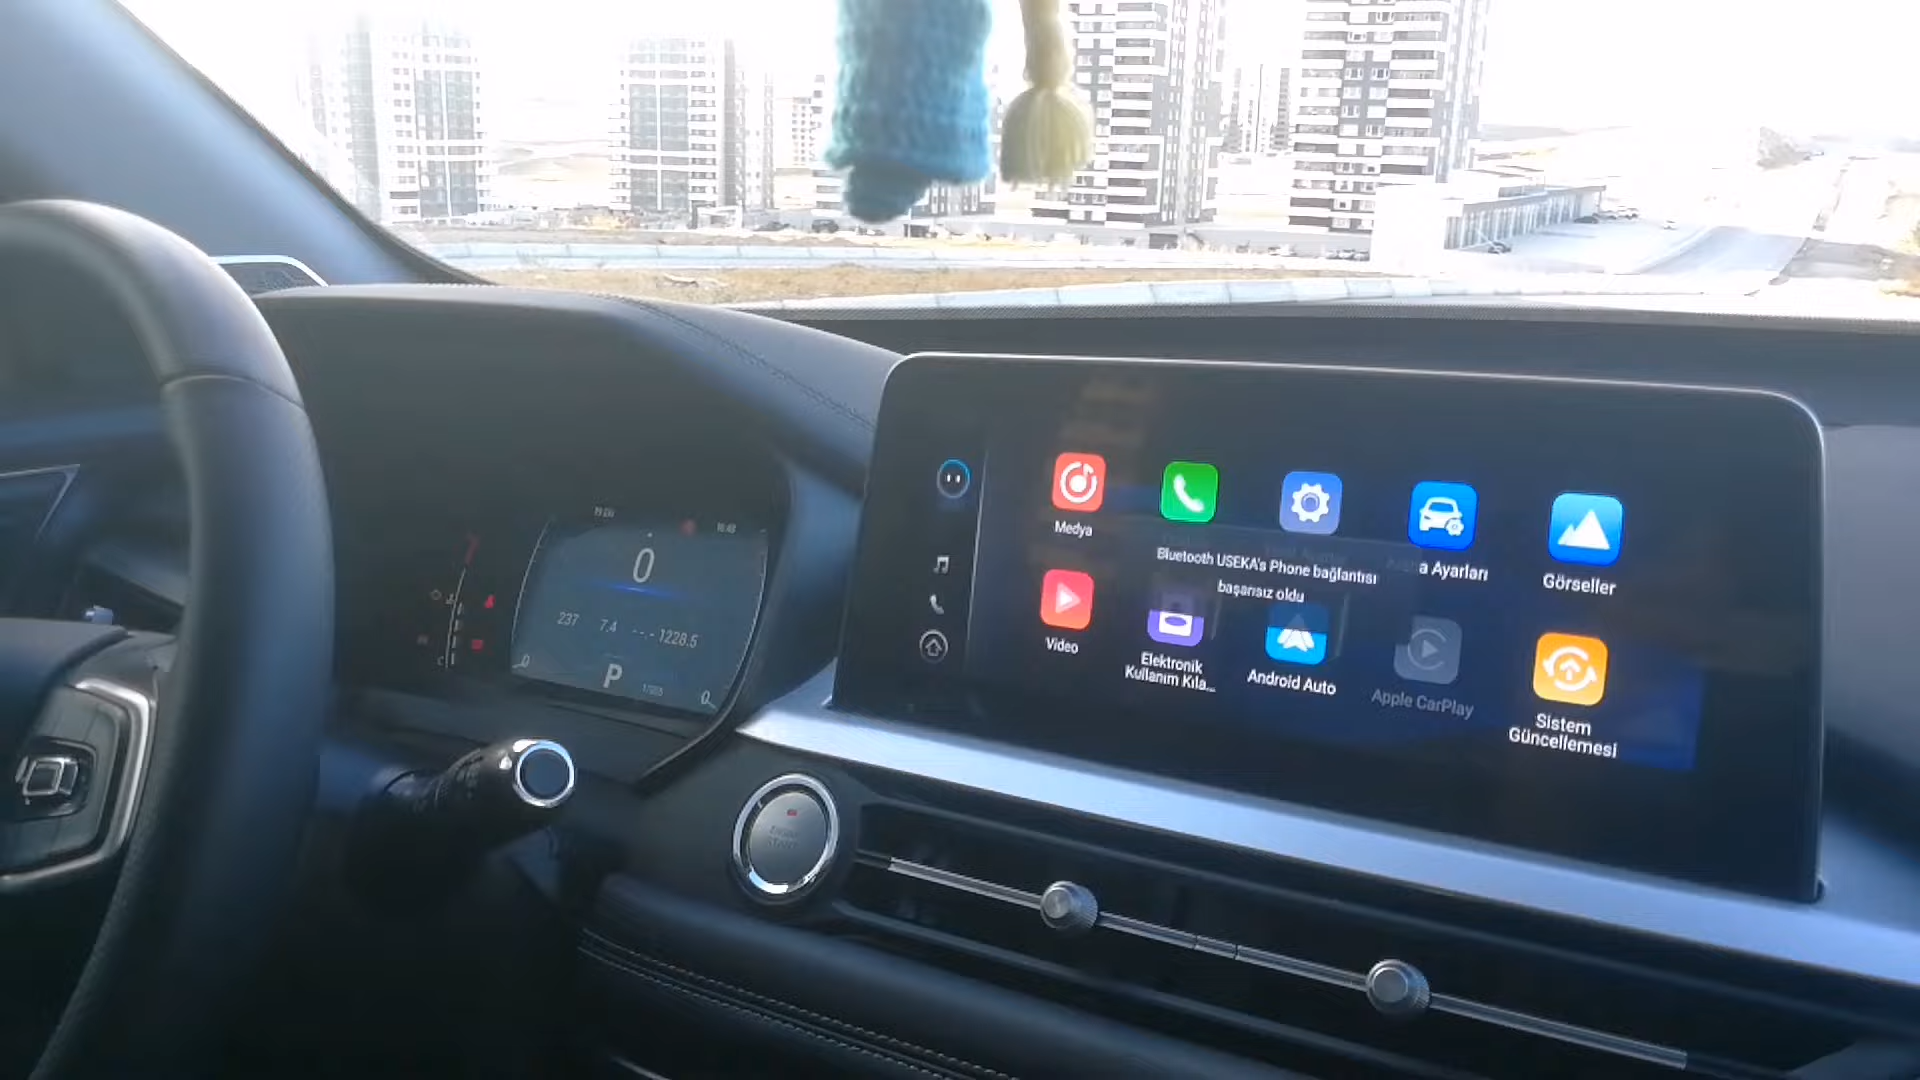 0
237 7.4 --.- 1228.5
P
Medya
Bluetooth USEKA's Phone bağlantısı
başarısız oldu
a Ayarları
Görseller
Video
Elektronik
Kullanım Kıla...
Android Auto
Apple CarPlay
Sistem
Güncellemesi